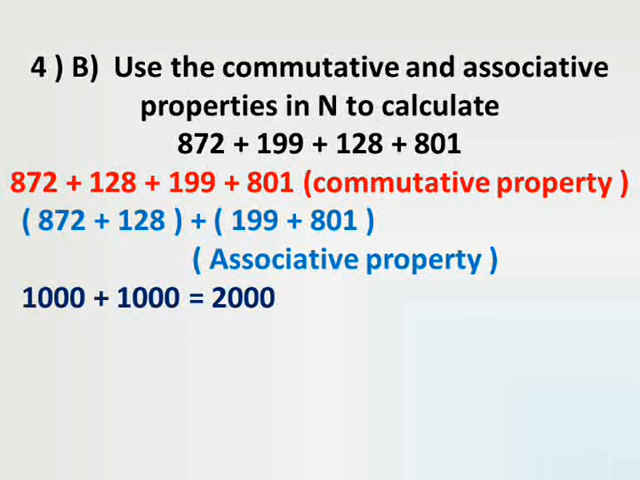 4 ) B) Use the commutative and associative
properties in N to calculate
872 + 199 + 128 + 801
872 + 128 + 199 + 801 (commutative property )
( 872 + 128 ) + ( 199 + 801 )
( Associative property )
1000 + 1000 = 2000